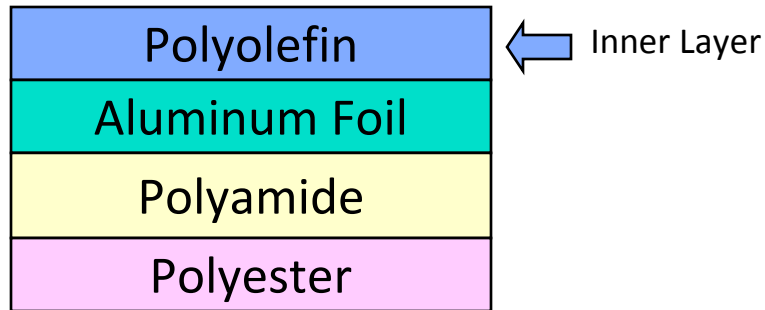 Polyolefin
Inner Layer
Aluminum Foil
Polyamide
Polyester